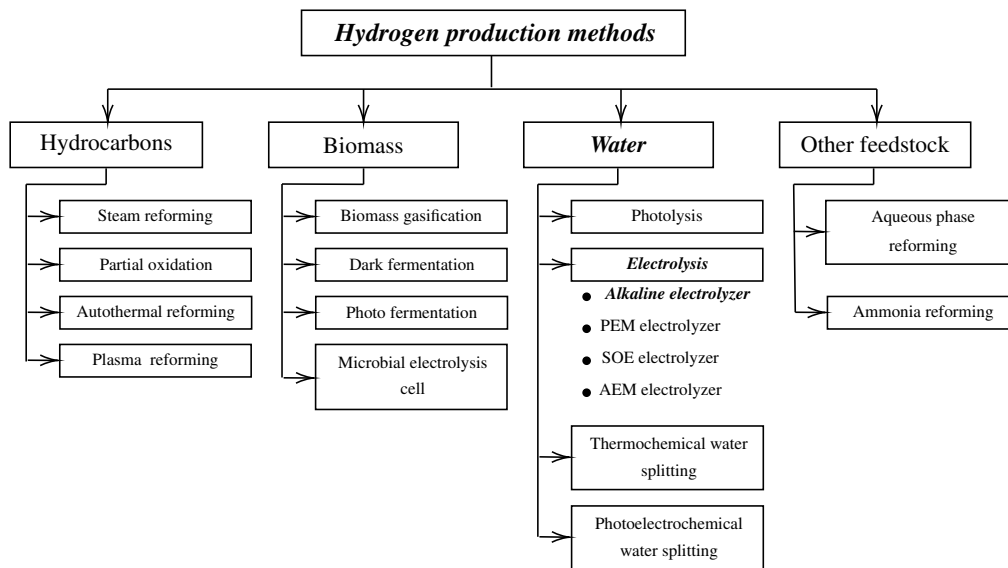 Hydrogen production methods
Hydrocarbons
Steam reforming
Partial oxidation
Autothermal reforming
Plasma reforming
Biomass
Biomass gasification
Dark fermentation
Photo fermentation
Microbial electrolysis
cell
Water
Photolysis
Electrolysis
Alkaline electrolyzer
PEM electrolyzer
SOE electrolyzer
AEM electrolyzer
Thermochemical water
splitting
Photoelectrochemical
water splitting
Other feedstock
Aqueous phase
reforming
Ammonia reforming